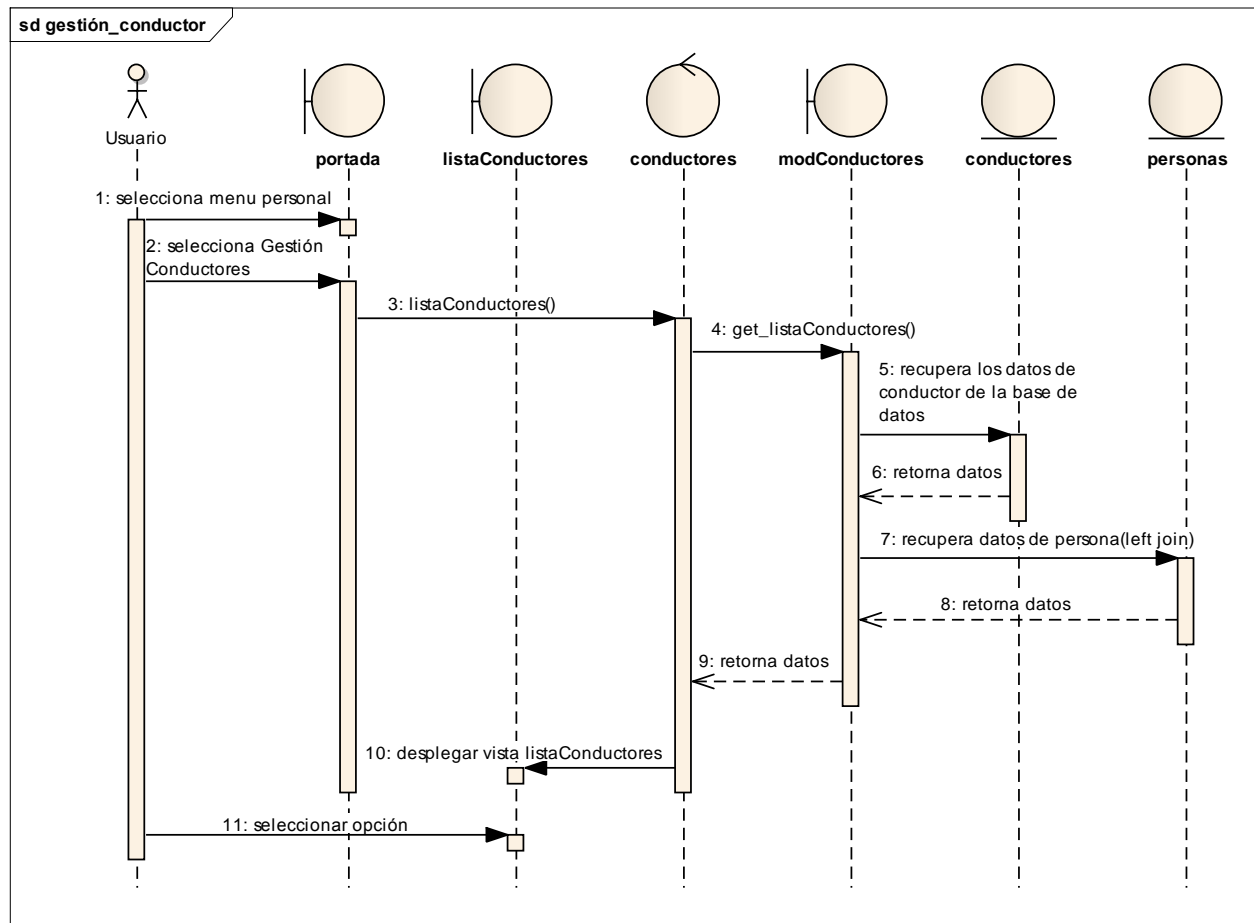 sd gestión_conductor
Usuario
portada
listaConductores
conductores
modConductores
conductores
personas
1: selecciona menu personal
2: selecciona Gestión
Conductores
3: listaConductores()
4: get_listaConductores()
5: recupera los datos de
conductor de la base de
datos
6: retorna datos
7: recupera datos de persona(left join)
8: retorna datos
9: retorna datos
10: desplegar vista listaConductores
11: seleccionar opción